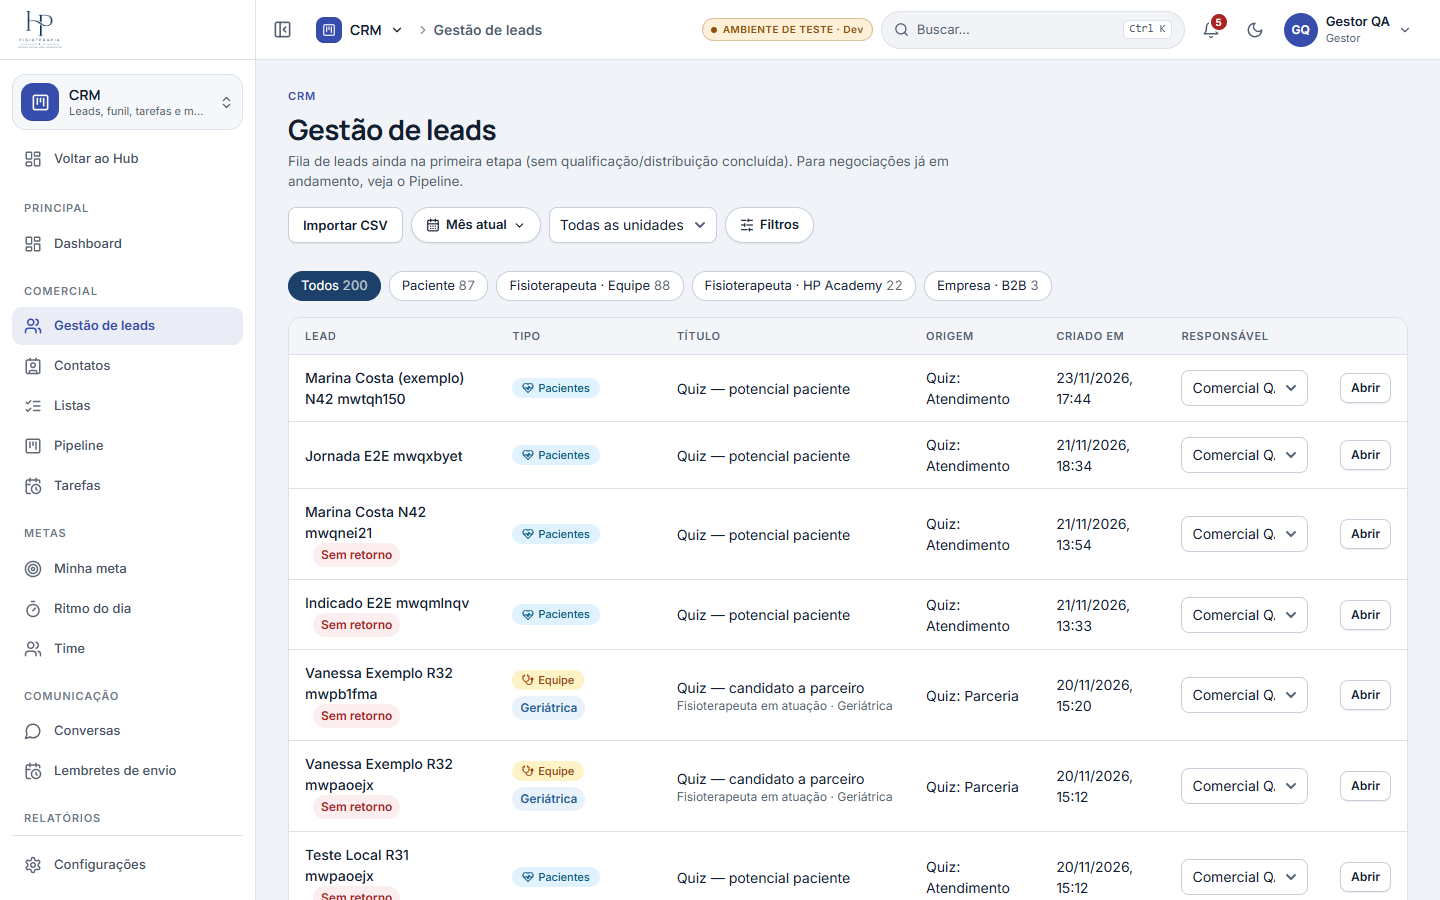 hp
FISIOTERAPIA
CRM
Gestão de leads
AMBIENTE DE TESTE · Dev
Buscar...
Ctrl K
5
GQ
Gestor QA
Gestor
CRM
Leads, funil, tarefas e m...
Voltar ao Hub
PRINCIPAL
Dashboard
COMERCIAL
Gestão de leads
Contatos
Listas
Pipeline
Tarefas
METAS
Minha meta
Ritmo do dia
Time
COMUNICAÇÃO
Conversas
Lembretes de envio
RELATÓRIOS
Configurações
CRM
Gestão de leads
Fila de leads ainda na primeira etapa (sem qualificação/distribuição concluída). Para negociações já em
andamento, veja o Pipeline.
Importar CSV
Mês atual
Todas as unidades
Filtros
Todos 200
Paciente 87
Fisioterapeuta · Equipe 88
Fisioterapeuta · HP Academy 22
Empresa · B2B 3
LEAD TIPO TÍTULO ORIGEM CRIADO EM RESPONSÁVEL
Marina Costa (exemplo)
N42 mwtqh150
Pacientes
Quiz — potencial paciente
Quiz:
Atendimento
23/11/2026,
17:44
Comercial Q
Abrir
Jornada E2E mwqxbyet
Pacientes
Quiz — potencial paciente
Quiz:
Atendimento
21/11/2026,
18:34
Comercial Q
Abrir
Marina Costa N42
mwqnei21
Sem retorno
Pacientes
Quiz — potencial paciente
Quiz:
Atendimento
21/11/2026,
13:54
Comercial Q
Abrir
Indicado E2E mwqmlnqv
Sem retorno
Pacientes
Quiz — potencial paciente
Quiz:
Atendimento
21/11/2026,
13:33
Comercial Q
Abrir
Vanessa Exemplo R32
mwpb1fma
Sem retorno
Equipe
Geriátrica
Quiz — candidato a parceiro
Fisioterapeuta em atuação · Geriátrica
Quiz: Parceria
20/11/2026,
15:20
Comercial Q
Abrir
Vanessa Exemplo R32
mwpaoejx
Sem retorno
Equipe
Geriátrica
Quiz — candidato a parceiro
Fisioterapeuta em atuação · Geriátrica
Quiz: Parceria
20/11/2026,
15:12
Comercial Q
Abrir
Teste Local R31
mwpaoejx
Sem retorno
Pacientes
Quiz — potencial paciente
Quiz:
Atendimento
20/11/2026,
15:12
Comercial Q
Abrir